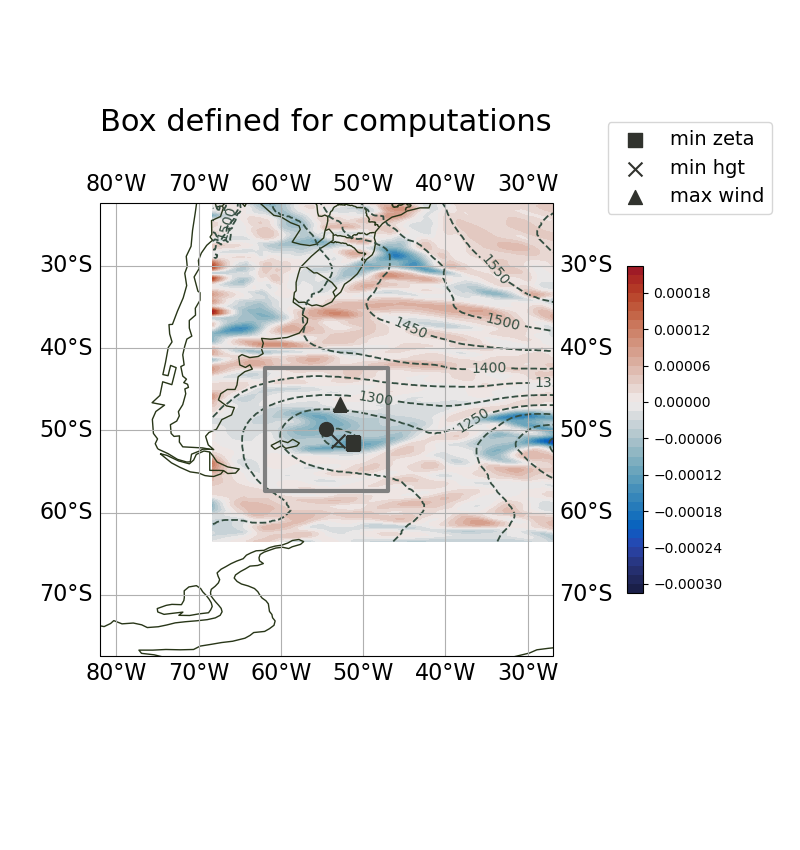 Box defined for computations
min zeta
min hgt
max wind
80°W 70°W 60°W 50°W 40°W 30°W
1500
1550
30°S 30°S
1450
1500
40°S 40°S
1400
13
1300
1250
50°S 50°S
60°S 60°S
70°S 70°S
80°W 70°W 60°W 50°W 40°W 30°W
0.00018
0.00012
0.00006
0.00000
−0.00006
−0.00012
−0.00018
−0.00024
−0.00030